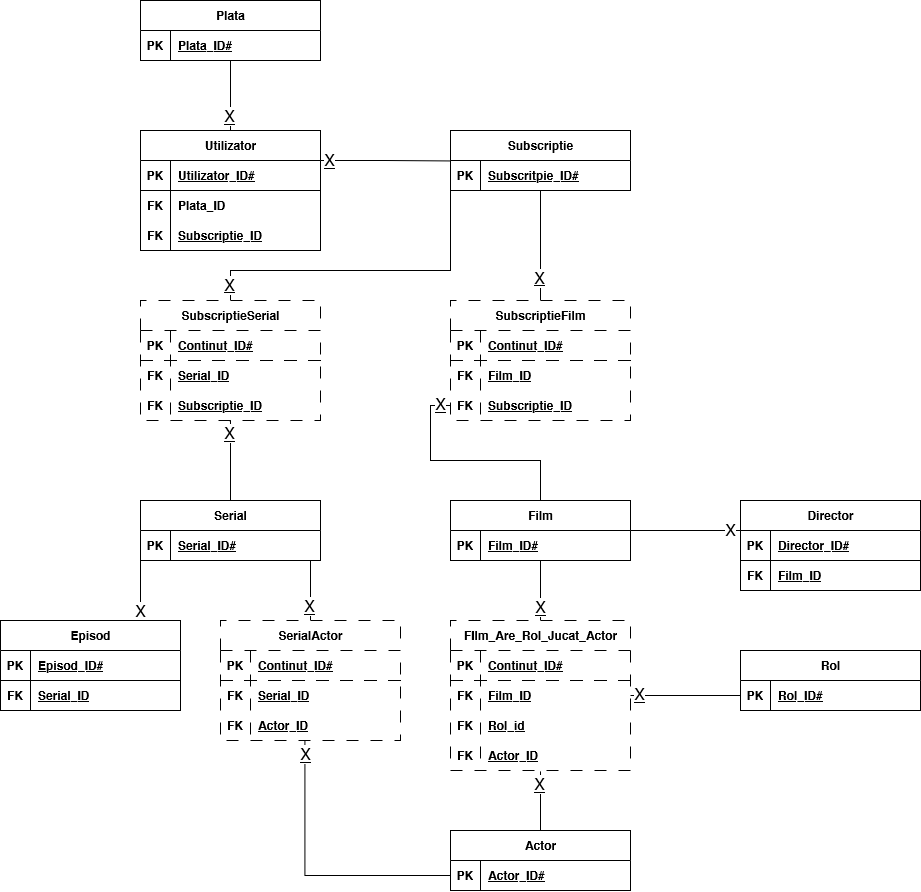 Plata
PK Plata_ID#
X
Utilizator
PK Utilizator_ID#
FK Plata_ID
FK Subscriptie_ID
X
Subscriptie
PK Subscritpie_ID#
X
X
SubscriptieSerial
PK Continut_ID#
FK Serial_ID
FK Subscriptie_ID
X
SubscriptieFilm
PK Continut_ID#
FK Film_ID
X FK Subscriptie_ID
Serial
PK Serial_ID#
Film
PK Film_ID#
X
Director
PK Director_ID#
FK Film_ID
X
X
X
Episod
PK Episod_ID#
FK Serial_ID
SerialActor
PK Continut_ID#
FK Serial_ID
FK Actor_ID
X
FIlm_Are_Rol_Jucat_Actor
PK Continut_ID#
FK Film_ID
FK Rol_id
FK Actor_ID
X
X
Rol
PK Rol_ID#
Actor
PK Actor_ID#